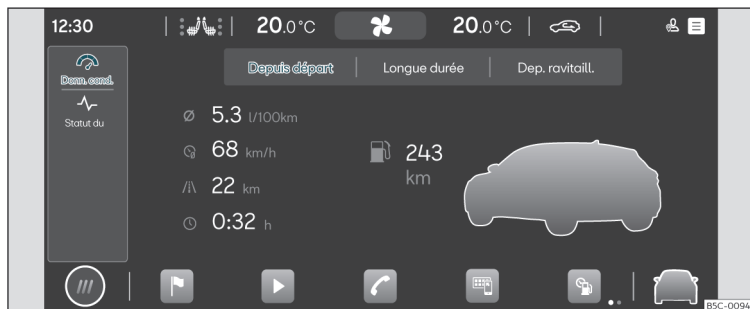 12:30 20.0°C 20.0°C
Donn. cond.
Statut du
Depuis départ Longue durée Dep. ravitaill.
Ø 5.3 l/100km
68 km/h
22 km
0:32 h
243
km
B5C-0094